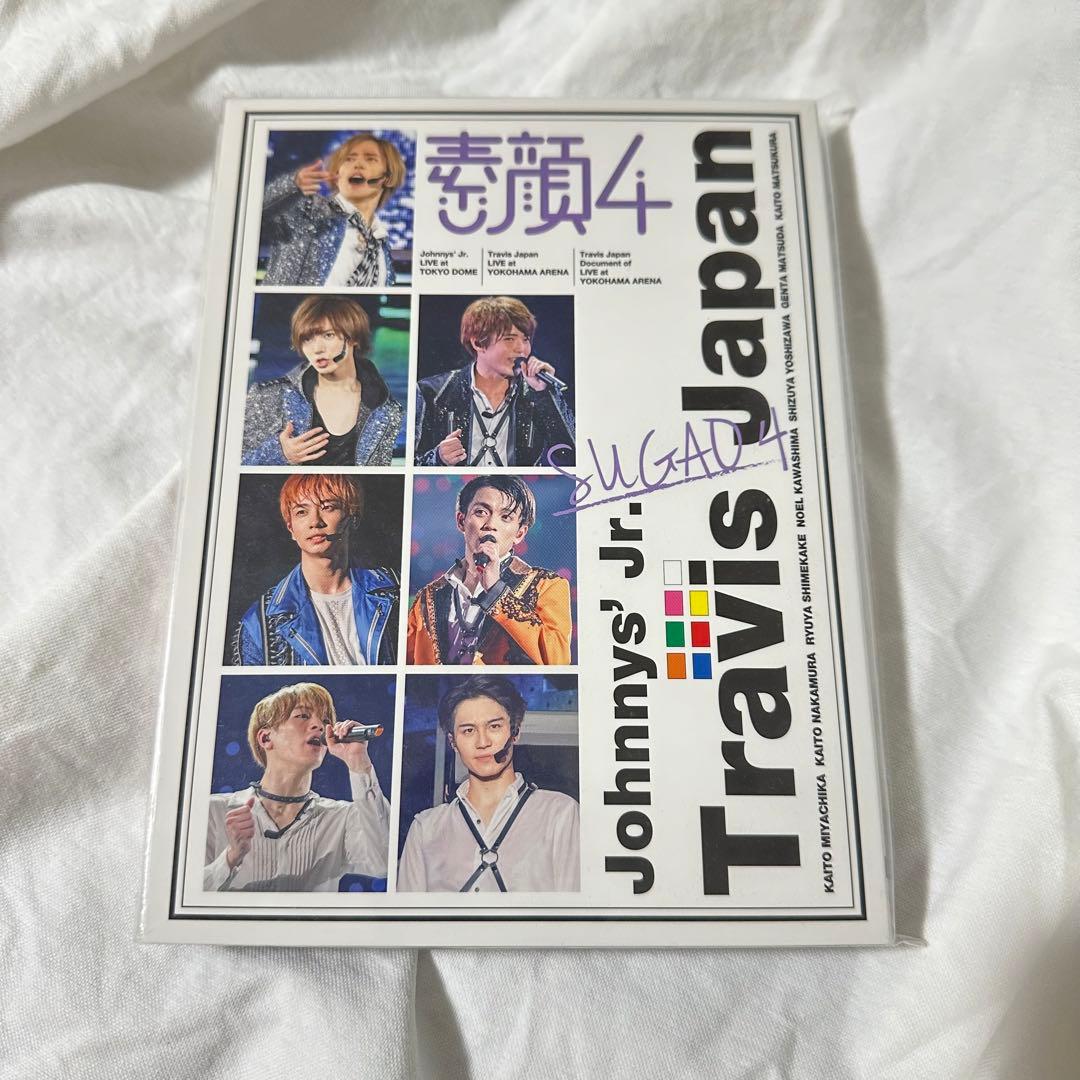 素顔4
Johnnys' Jr.
LIVE at
TOKYO DOME
Travis Japan
LIVE at
YOKOHAMA ARENA
Travis Japan
Document of
LIVE at
YOKOHAMA ARENA
SUGAO4
Johnnys' Jr.
Travis Japan
KAITO MIYACHIKA KAITO NAKAMURA RYUYA SHIMEKAKE NOEL KAWASHIMA SHIZUYA YOSHIZAWA GENTA MATSUDA KAITO MATSUKURA